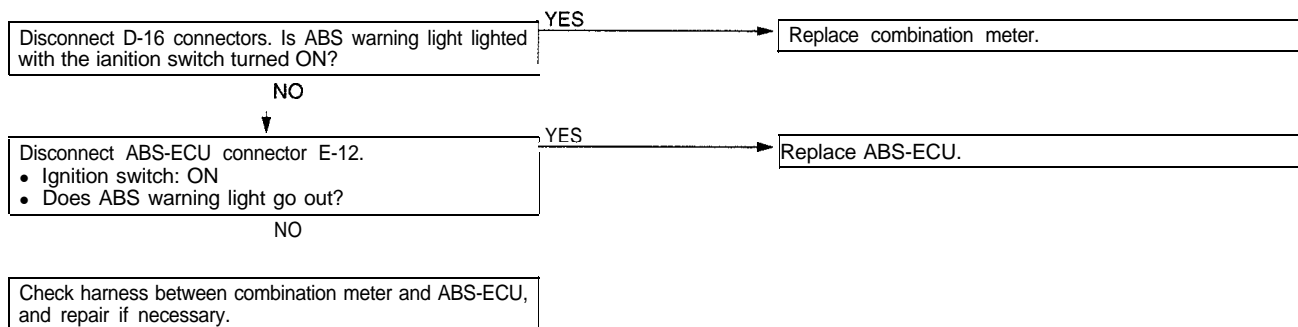 YES
Disconnect D-16 connectors. Is ABS warning light lighted
with the ianition switch turned ON?
Replace combination meter.
NO
YES
Disconnect ABS-ECU connector E-12.
• Ignition switch: ON
• Does ABS warning light go out?
Replace ABS-ECU.
NO
Check harness between combination meter and ABS-ECU,
and repair if necessary.